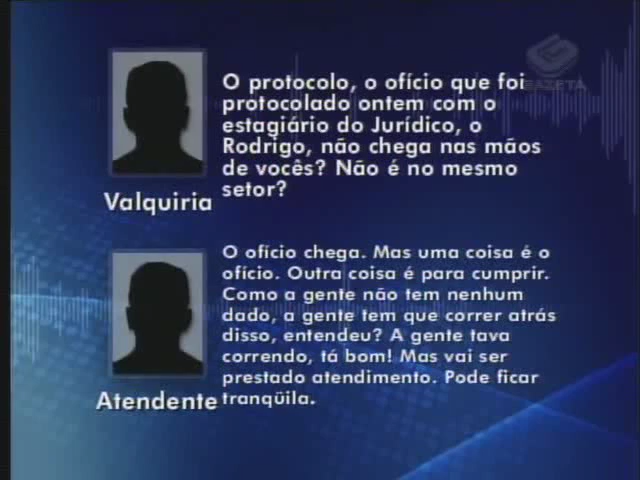 GAZETA
O protocolo, o ofício que foi
protocolado ontem com o
estagiário do Jurídico, o
Rodrigo, não chega nas mãos
de vocês? Não é no mesmo
setor?
Valquiria
O ofício chega. Mas uma coisa é o
ofício. Outra coisa é para cumprir.
Como a gente não tem nenhum
dado, a gente tem que correr atrás
disso, entendeu? A gente tava
correndo, tá bom! Mas vai ser
prestado atendimento. Pode ficar
tranqüila.
Atendente